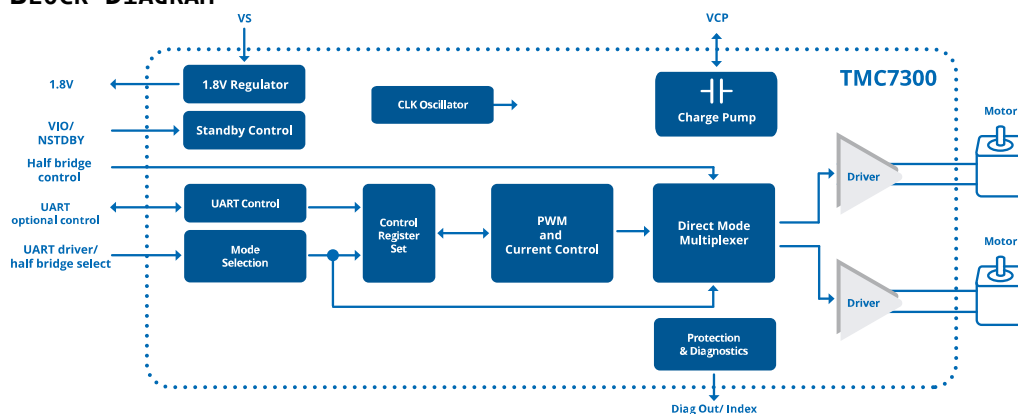 BLOCK DIAGRAM
VS
VCP
TMC7300
1.8V
1.8V Regulator
CLK Oscillator
Charge Pump
VIO/
NSTDBY
Standby Control
Motor
Half bridge
control
Driver
UART
optional control
UART Control
Control
Register
Set
PWM
and
Current Control
Direct Mode
Multiplexer
UART driver/
half bridge select
Mode
Selection
Motor
Driver
Protection
& Diagnostics
Diag Out/ Index